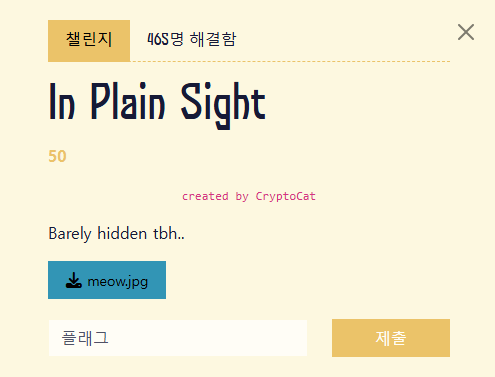 챌린지 468명 해결함
In Plain Sight
50
created by CryptoCat
Barely hidden tbh..
meow.jpg
플래그 제출